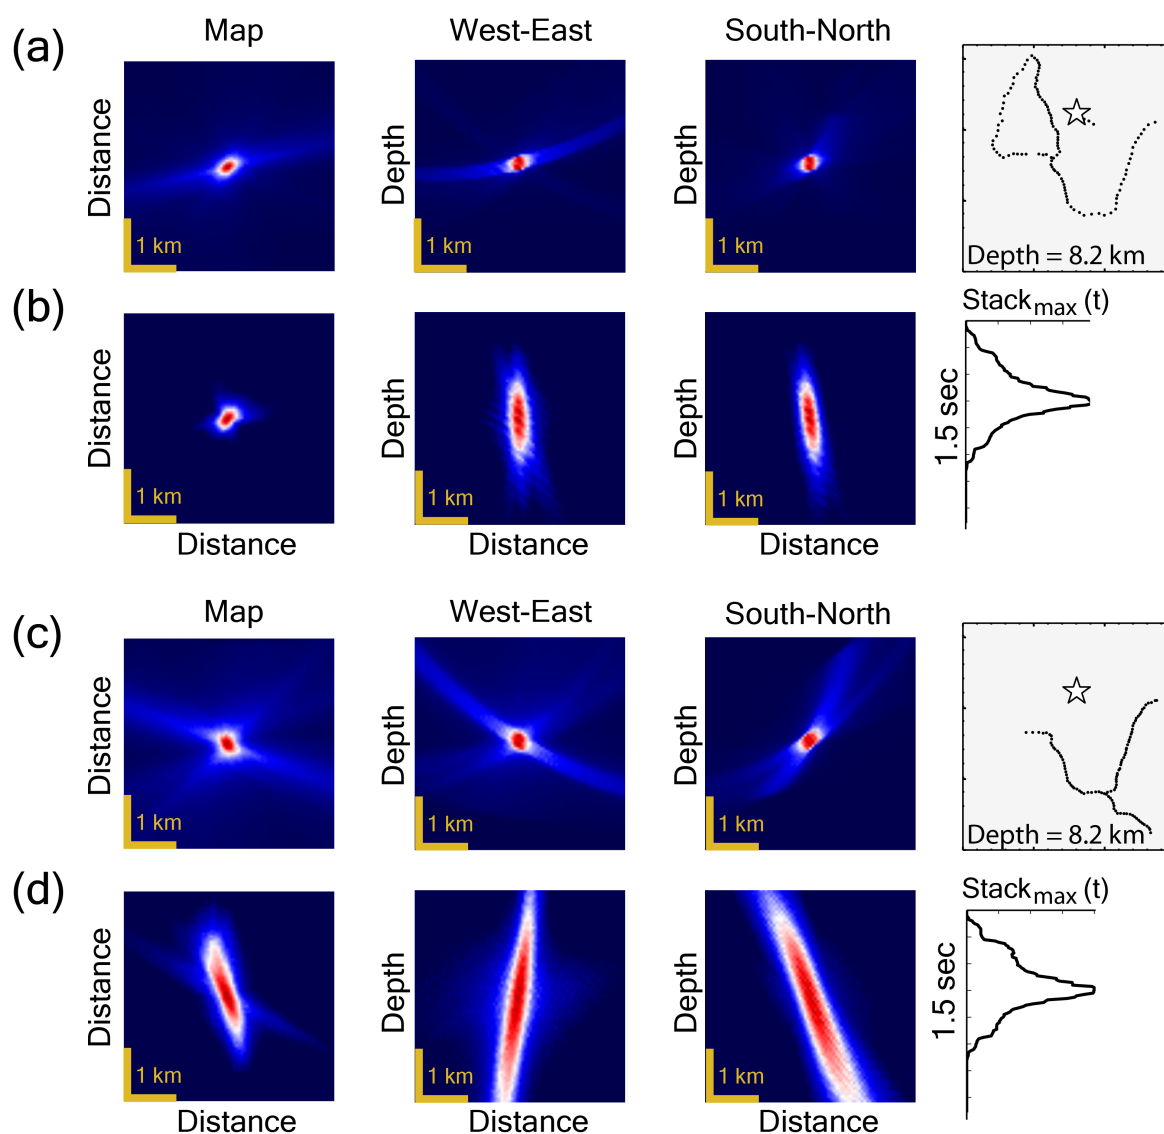 (a)
Map
West-East
South-North
Distance
Depth
Depth
1 km
1 km
1 km
Depth = 8.2 km
(b)
Stack_max (t)
Distance
Depth
Depth
1.5 sec
1 km
1 km
1 km
Distance
Distance
Distance
(c)
Map
West-East
South-North
Distance
Depth
Depth
1 km
1 km
1 km
Depth = 8.2 km
(d)
Stack_max (t)
Distance
Depth
Depth
1.5 sec
1 km
1 km
1 km
Distance
Distance
Distance